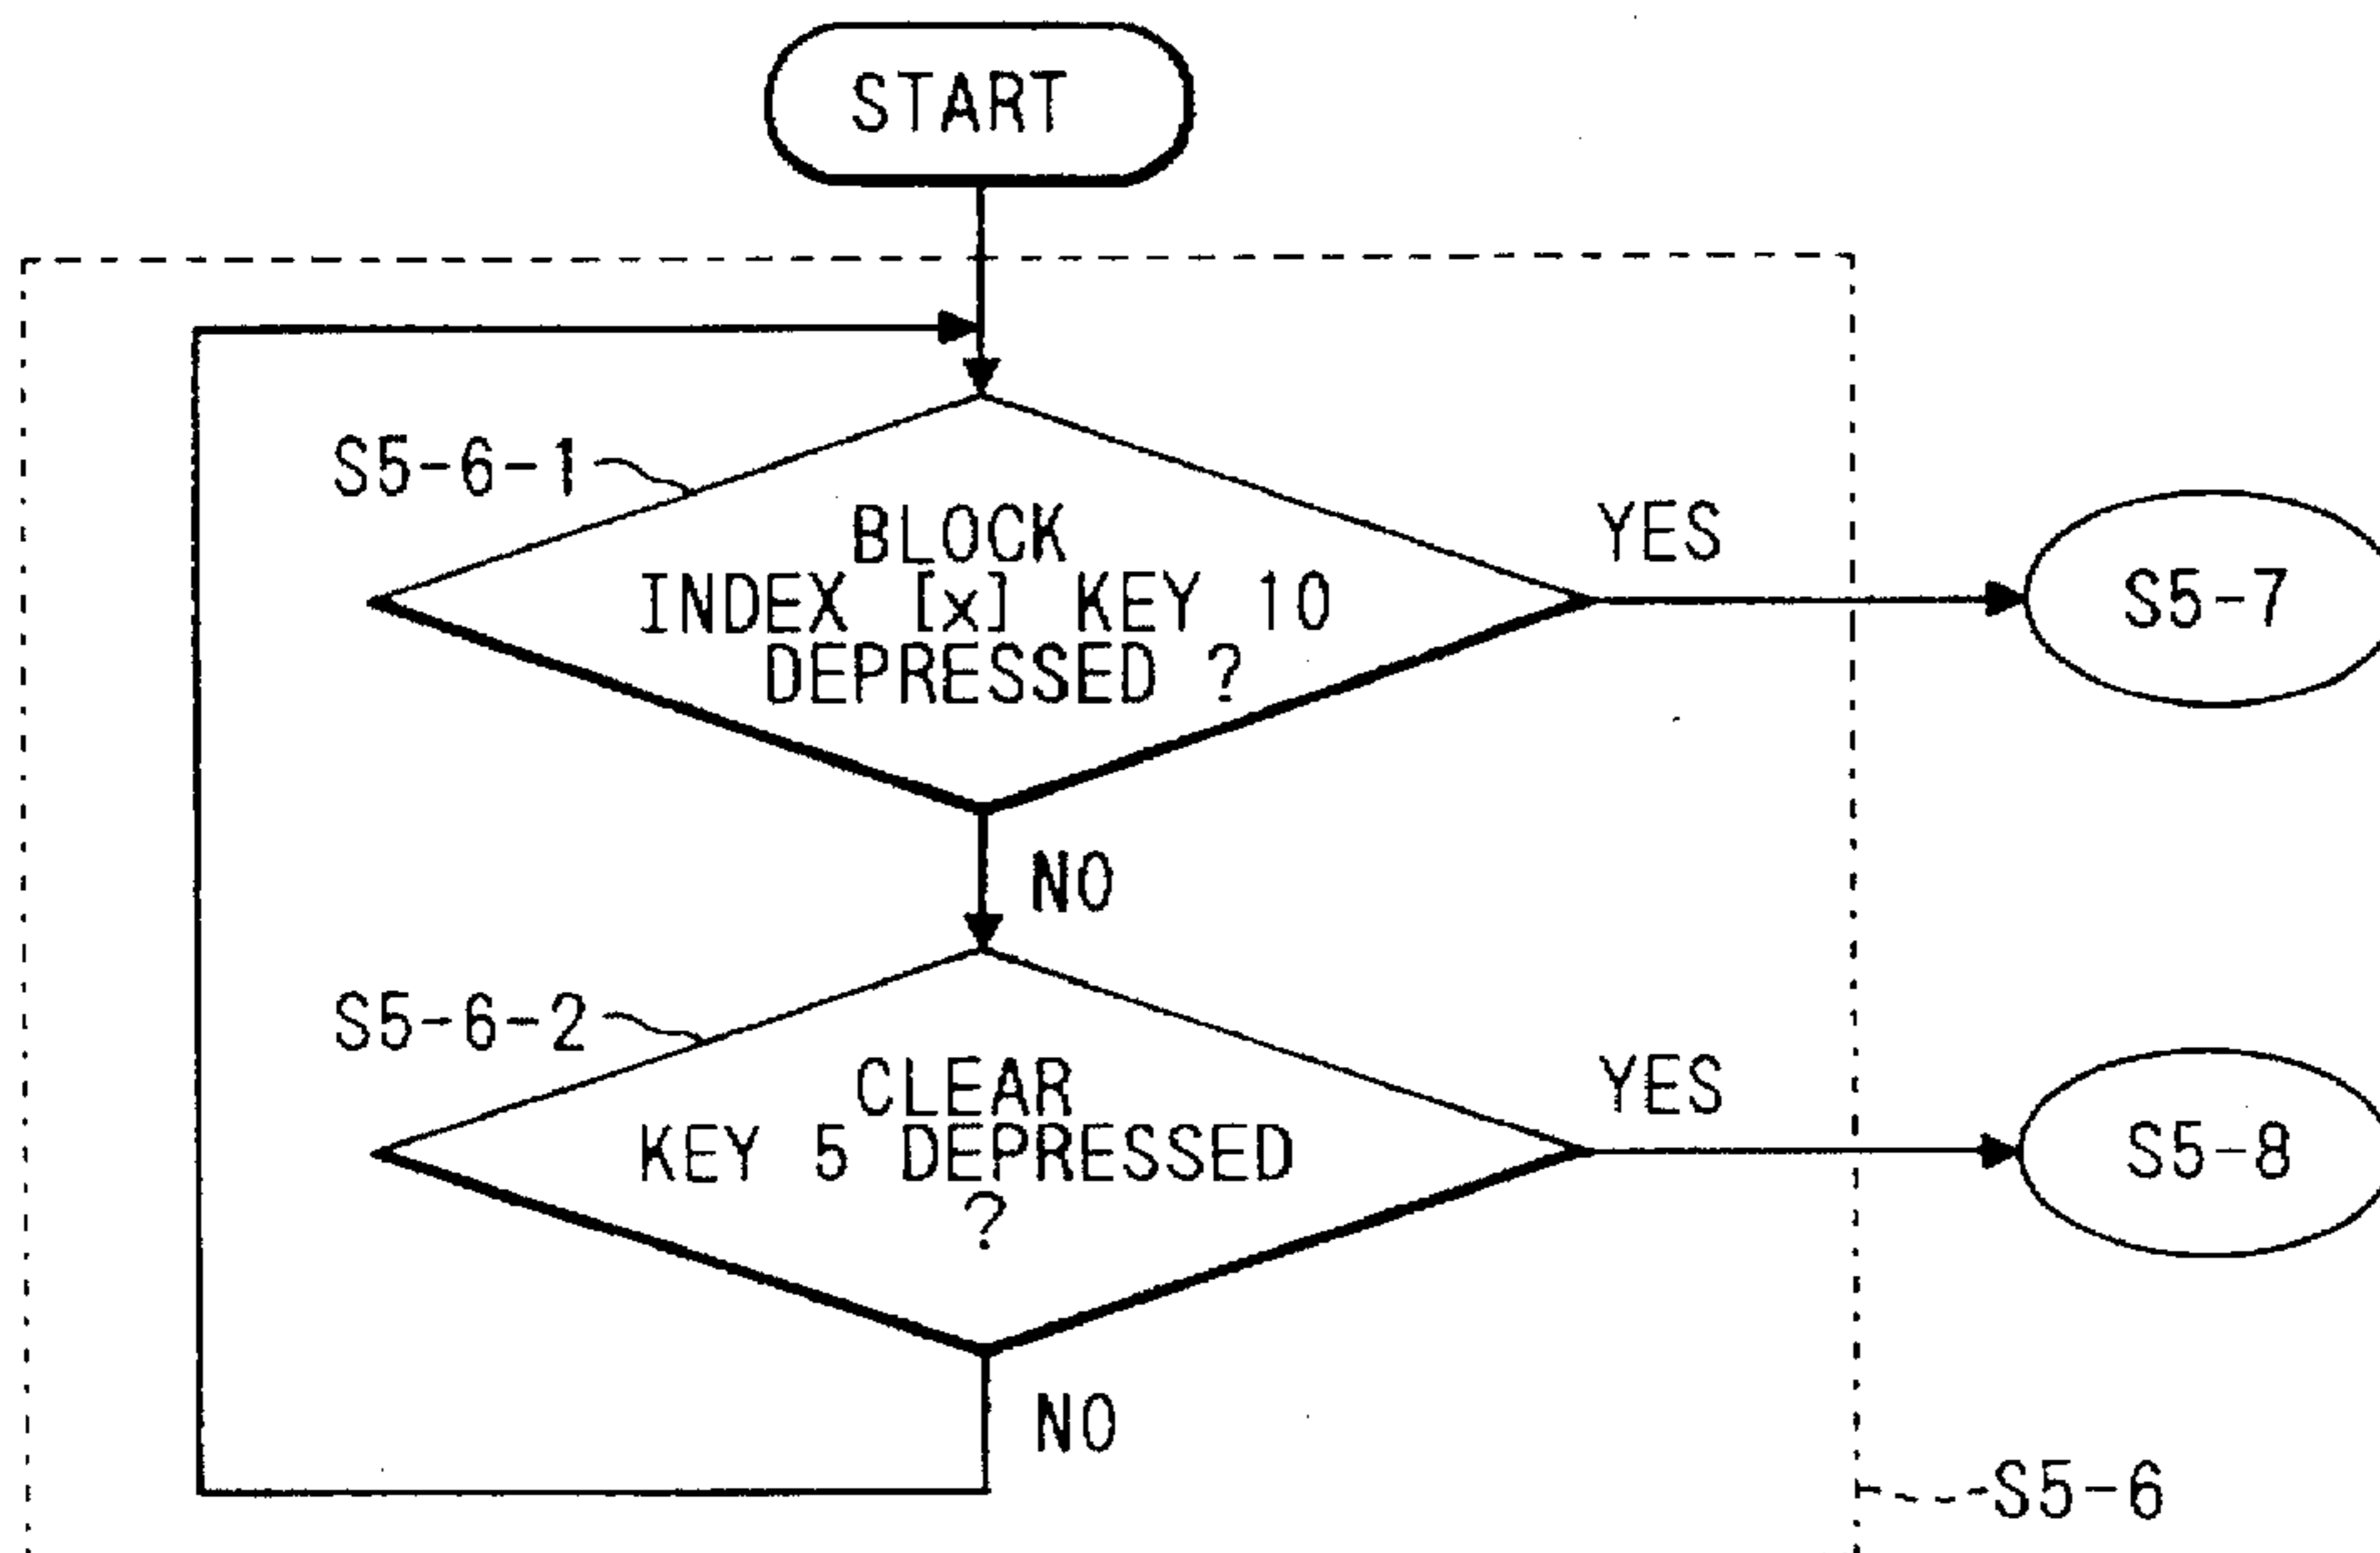 START
S5-6-1
BLOCK
INDEX [x] KEY 10
DEPRESSED ?
YES
S5-7
NO
S5-6-2
CLEAR
KEY 5 DEPRESSED
?
YES
S5-8
NO
S5-6